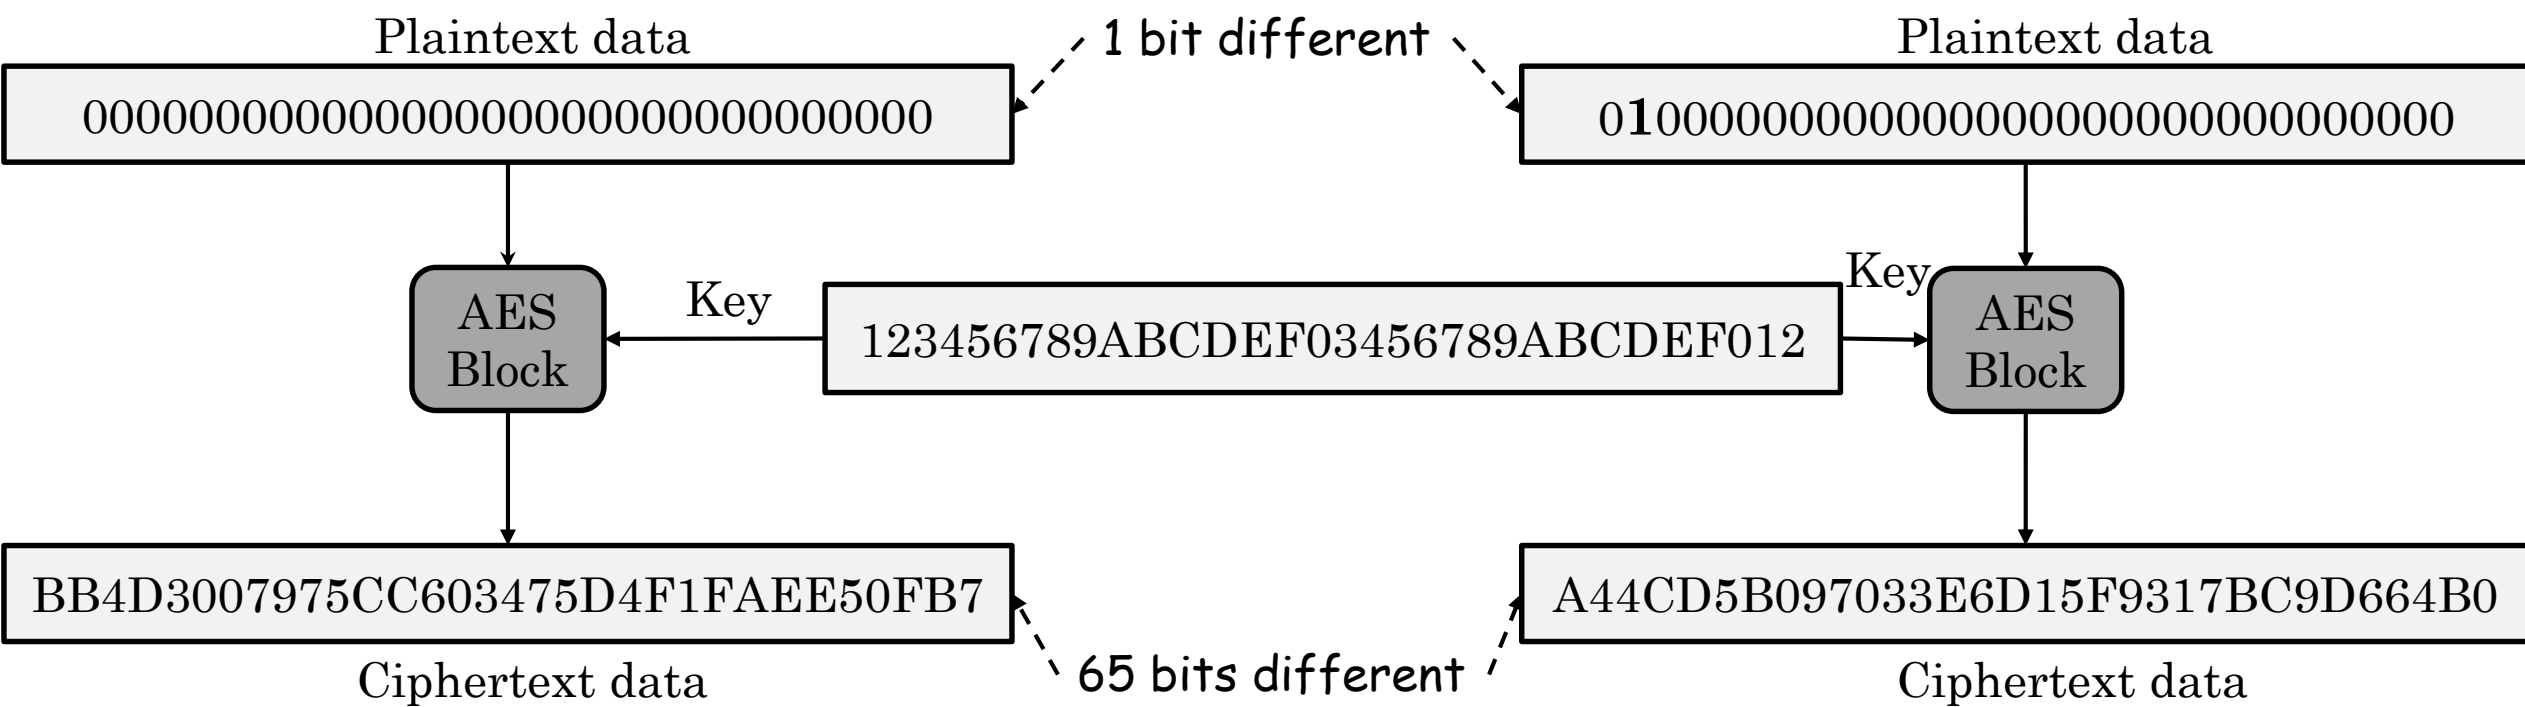 Plaintext data
1 bit different
Plaintext data
00000000000000000000000000000000
01000000000000000000000000000000
AES
Block
Key
123456789ABCDEF03456789ABCDEF012
Key
AES
Block
BB4D3007975CC603475D4F1FAEE50FB7
A44CD5B097033E6D15F9317BC9D664B0
Ciphertext data
65 bits different
Ciphertext data